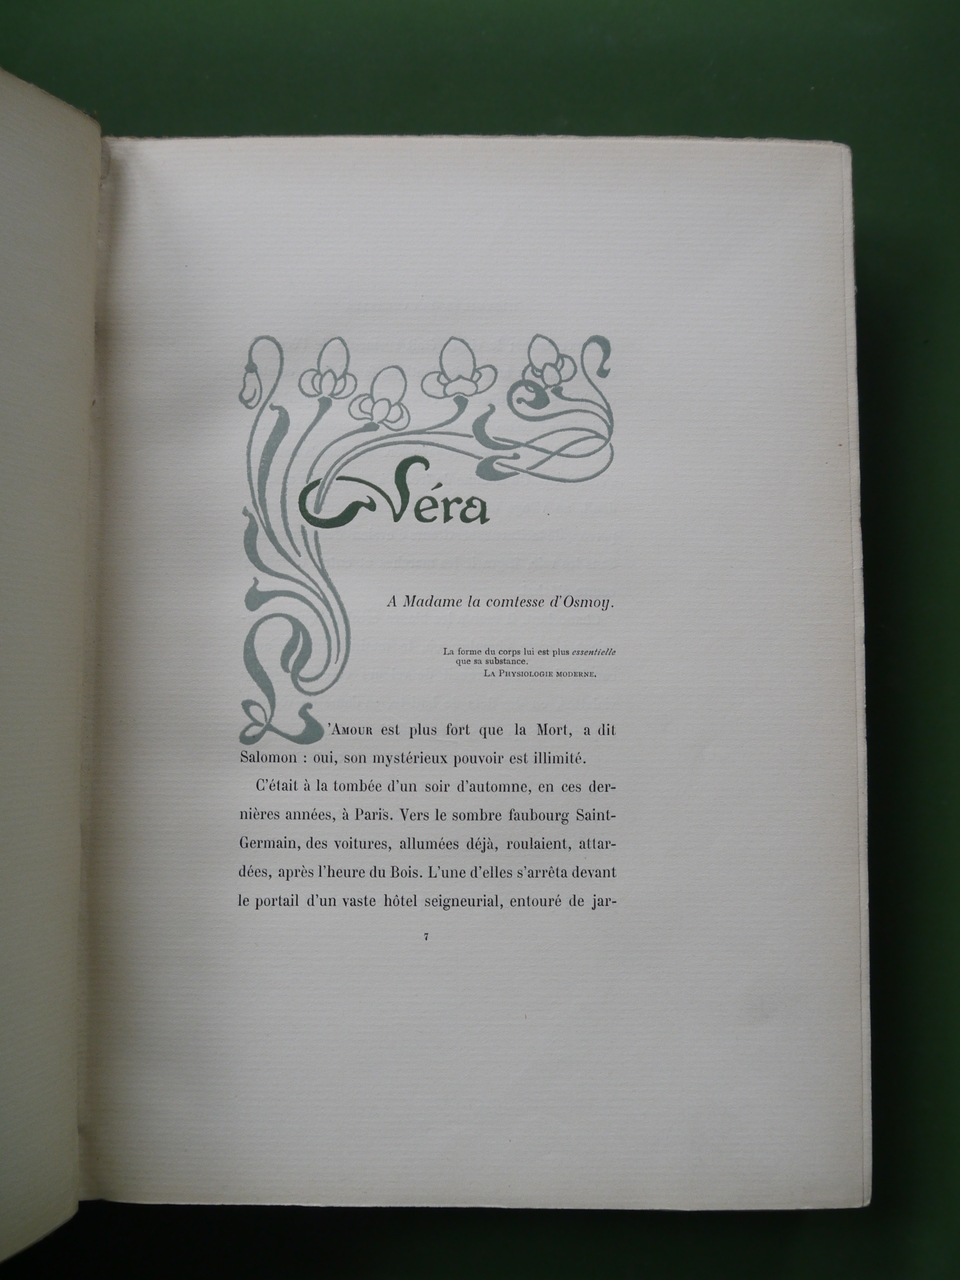 Véra
A Madame la comtesse d'Osmoy.
La forme du corps lui est plus essentielle
que sa substance.
LA PHYSIOLOGIE MODERNE.
L'AMOUR est plus fort que la Mort, a dit
Salomon : oui, son mystérieux pouvoir est illimité.
C'était à la tombée d'un soir d'automne, en ces der-
nières années, à Paris. Vers le sombre faubourg Saint-
Germain, des voitures, allumées déjà, roulaient, attar-
dées, après l'heure du Bois. L'une d'elles s'arrêta devant
le portail d'un vaste hôtel seigneurial, entouré de jar-
7